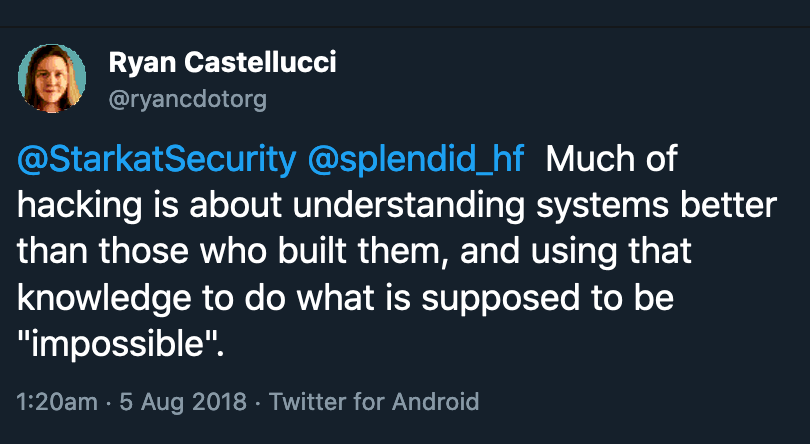 Ryan Castellucci
@ryancdotorg
@StarkatSecurity @splendid_hf Much of
hacking is about understanding systems better
than those who built them, and using that
knowledge to do what is supposed to be
"impossible".
1:20am · 5 Aug 2018 · Twitter for Android